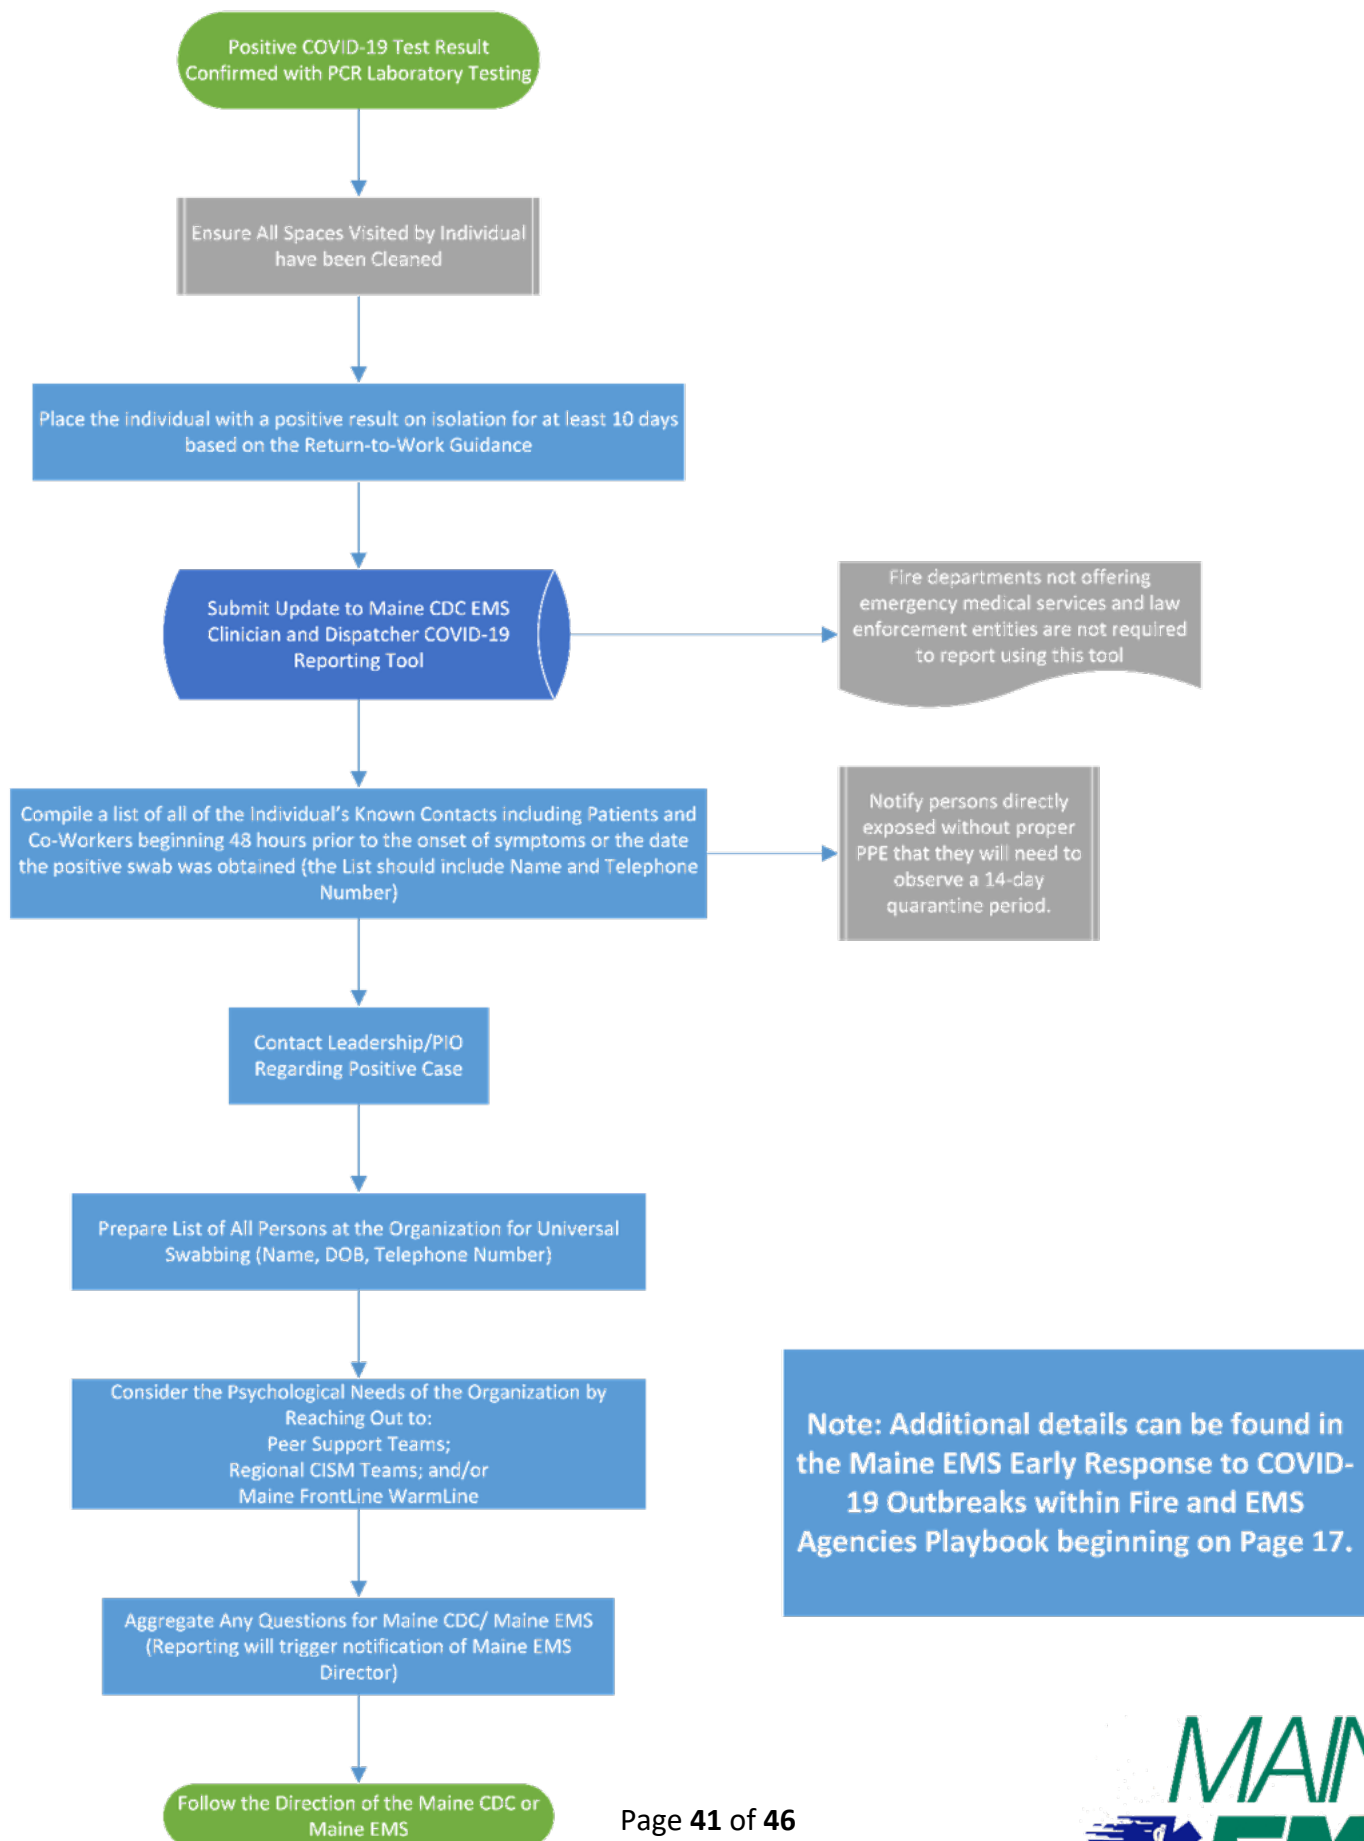 Positive COVID-19 Test Result
Confirmed with PCR Laboratory Testing
Ensure All Spaces Visited by Individual
have been Cleaned
Place the individual with a positive result on isolation for at least 10 days
based on the Return-to-Work Guidance
Submit Update to Maine CDC EMS
Clinician and Dispatcher COVID-19
Reporting Tool
Fire departments not offering
emergency medical services and law
enforcement entities are not required
to report using this tool
Compile a list of all of the Individual's Known Contacts including Patients and
Co-Workers beginning 48 hours prior to the onset of symptoms or the date
the positive swab was obtained (the List should include Name and Telephone
Number)
Notify persons directly
exposed without proper
PPE that they will need to
observe a 14-day
quarantine period.
Contact Leadership/PIO
Regarding Positive Case
Prepare List of All Persons at the Organization for Universal
Swabbing (Name, DOB, Telephone Number)
Consider the Psychological Needs of the Organization by
Reaching Out to:
Peer Support Teams;
Regional CISM Teams; and/or
Maine FrontLine WarmLine
Note: Additional details can be found in
the Maine EMS Early Response to COVID-
19 Outbreaks within Fire and EMS
Agencies Playbook beginning on Page 17.
Aggregate Any Questions for Maine CDC/ Maine EMS
(Reporting will trigger notification of Maine EMS
Director)
Follow the Direction of the Maine CDC or
Maine EMS
Page 41 of 46
MAIN
EM